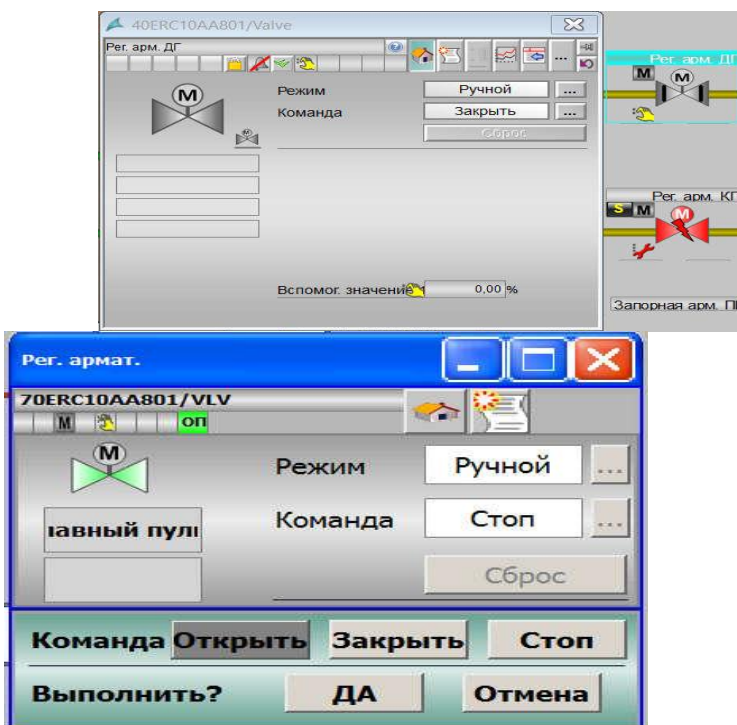 40ERC10AA801/Valve
Рег. арм. ДГ
...
M
Режим
Ручной
...
Команда
Закрыть
...
Сброс
Вспомог. значение
0,00 %
Рег. арм. ДГ
M
M
Рег. арм. КГ
S M
M
Запорная арм.
Рег. армат.
70ERC10AA801/VLV
M
ОП
M
Режим
Ручной
...
лавный пуль
Команда
Стоп
...
Сброс
Команда Открыть Закрыть Стоп
Выполнить? ДА Отмена